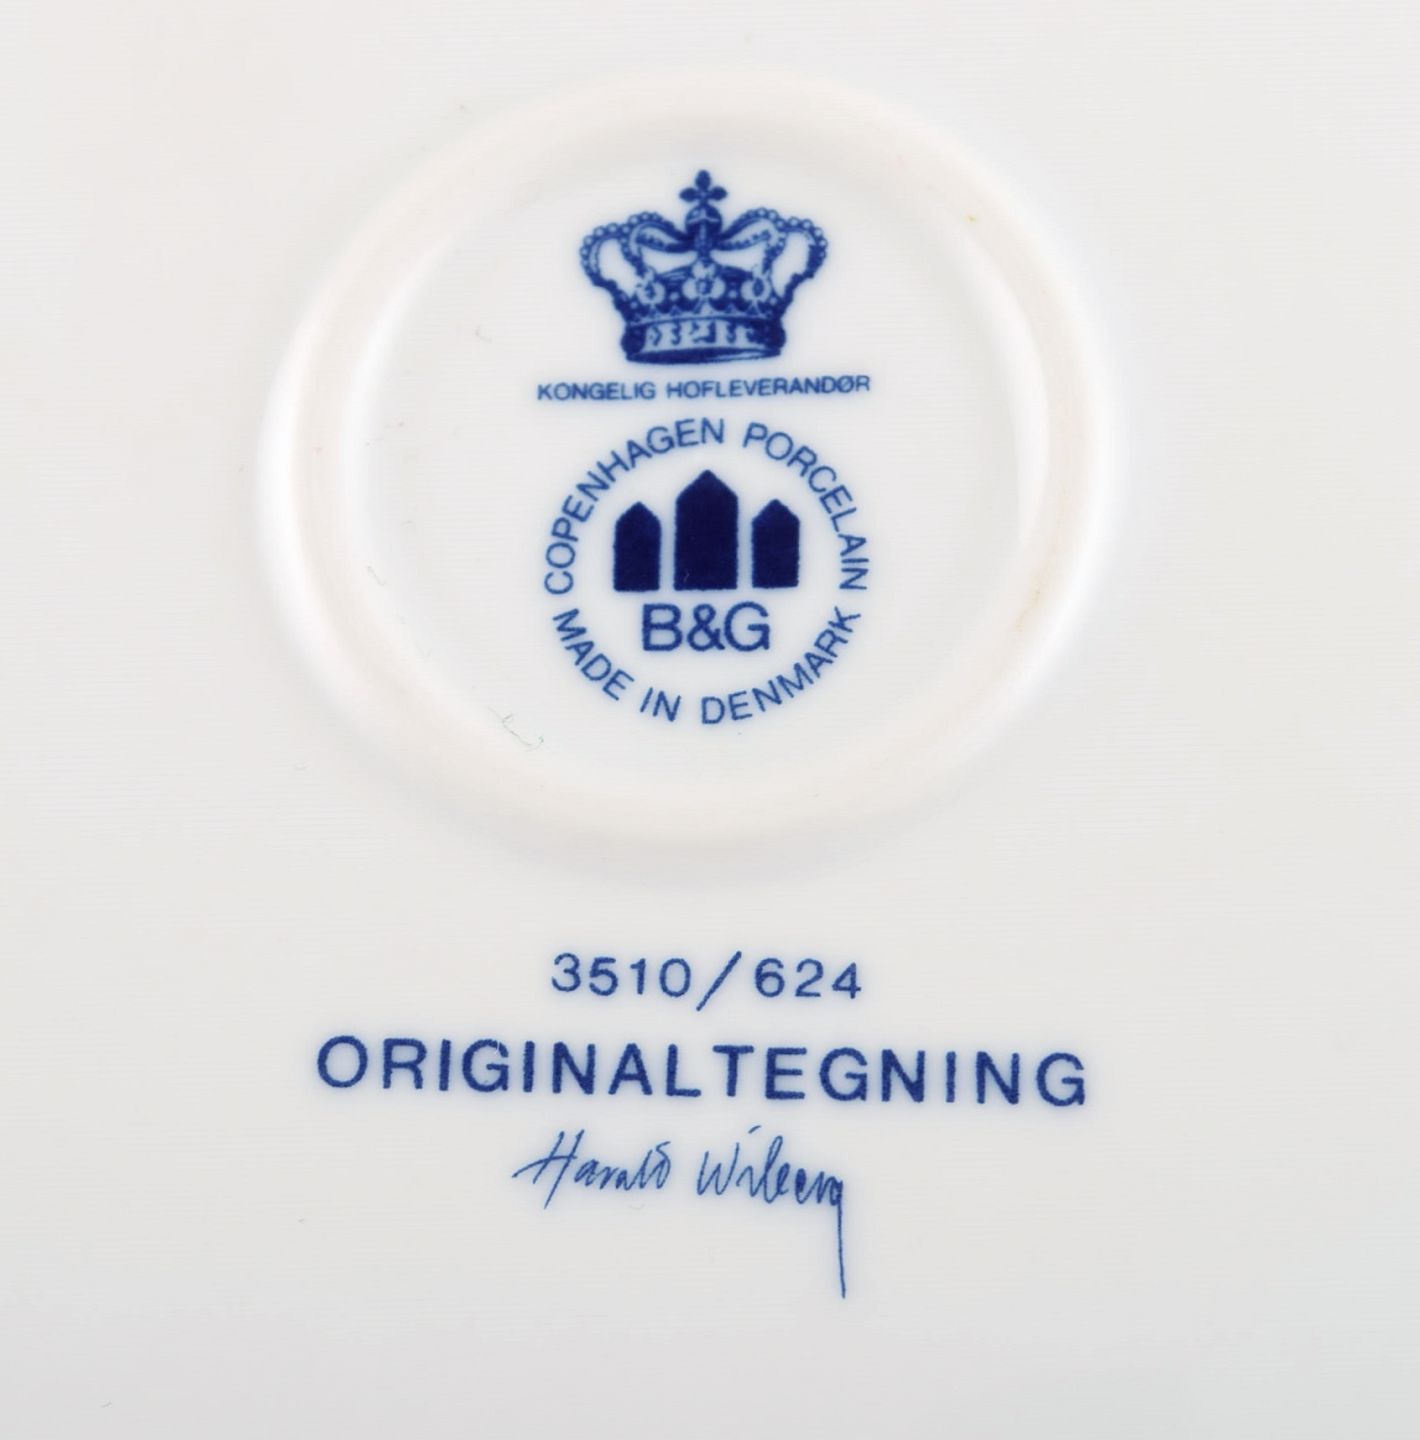 KONGELIG HOFLEVERANDØR
COPENHAGEN PORCELAIN
B&G
MADE IN DENMARK
3510/624
ORIGINALTEGNING
Harald Wiberg